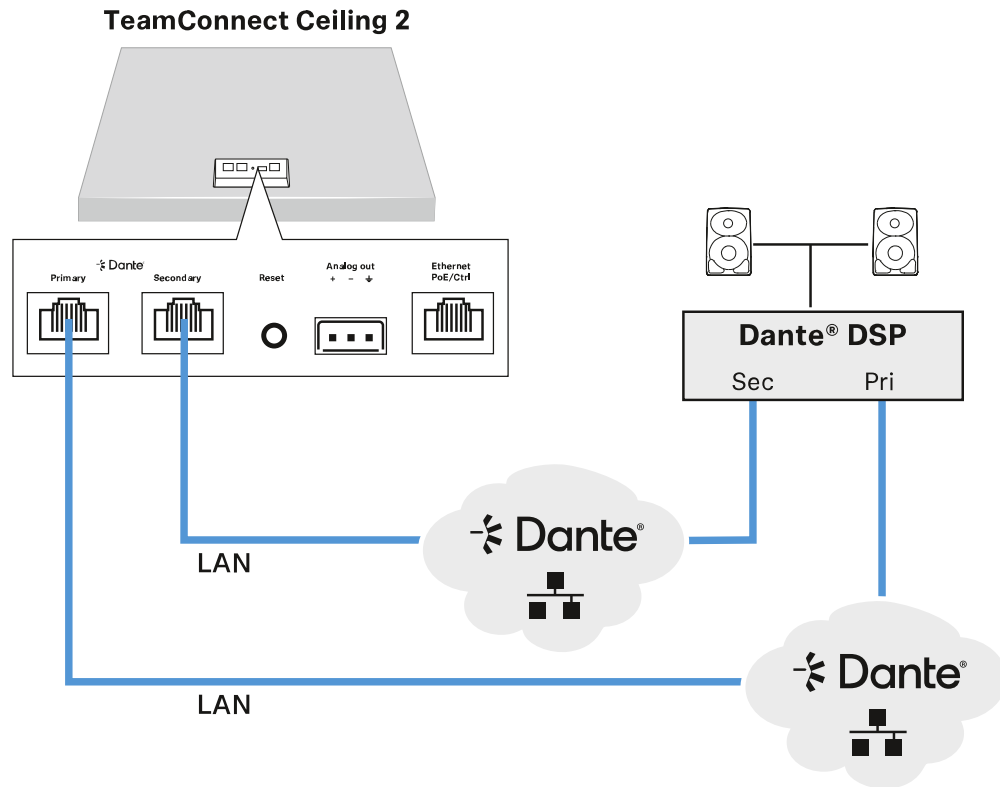 TeamConnect Ceiling 2
Dante®
Primary
Secondary
Reset
Analog out
+ –
Ethernet
PoE/Ctrl
Dante® DSP
Sec Pri
Dante®
LAN
Dante®
LAN